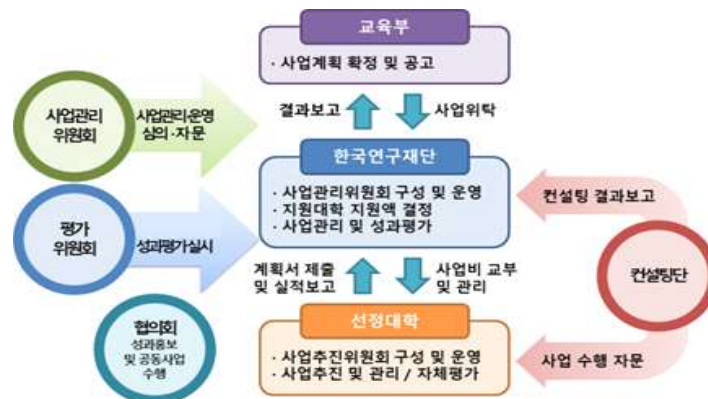 교육부
· 사업계획 확정 및 공고
사업관리
위원회
사업관리·운영
심의·자문
결과보고
사업위탁
한국연구재단
· 사업관리위원회 구성 및 운영
· 지원대학 지원액 결정
· 사업관리 및 성과평가
평가
위원회
성과평가 실시
컨설팅 결과보고
컨설팅단
계획서 제출
및 실적보고
사업비 교부
및 관리
협의회
성과홍보
및 공동사업
수행
선정대학
· 사업추진위원회 구성 및 운영
· 사업추진 및 관리 / 자체평가
사업 수행 자문